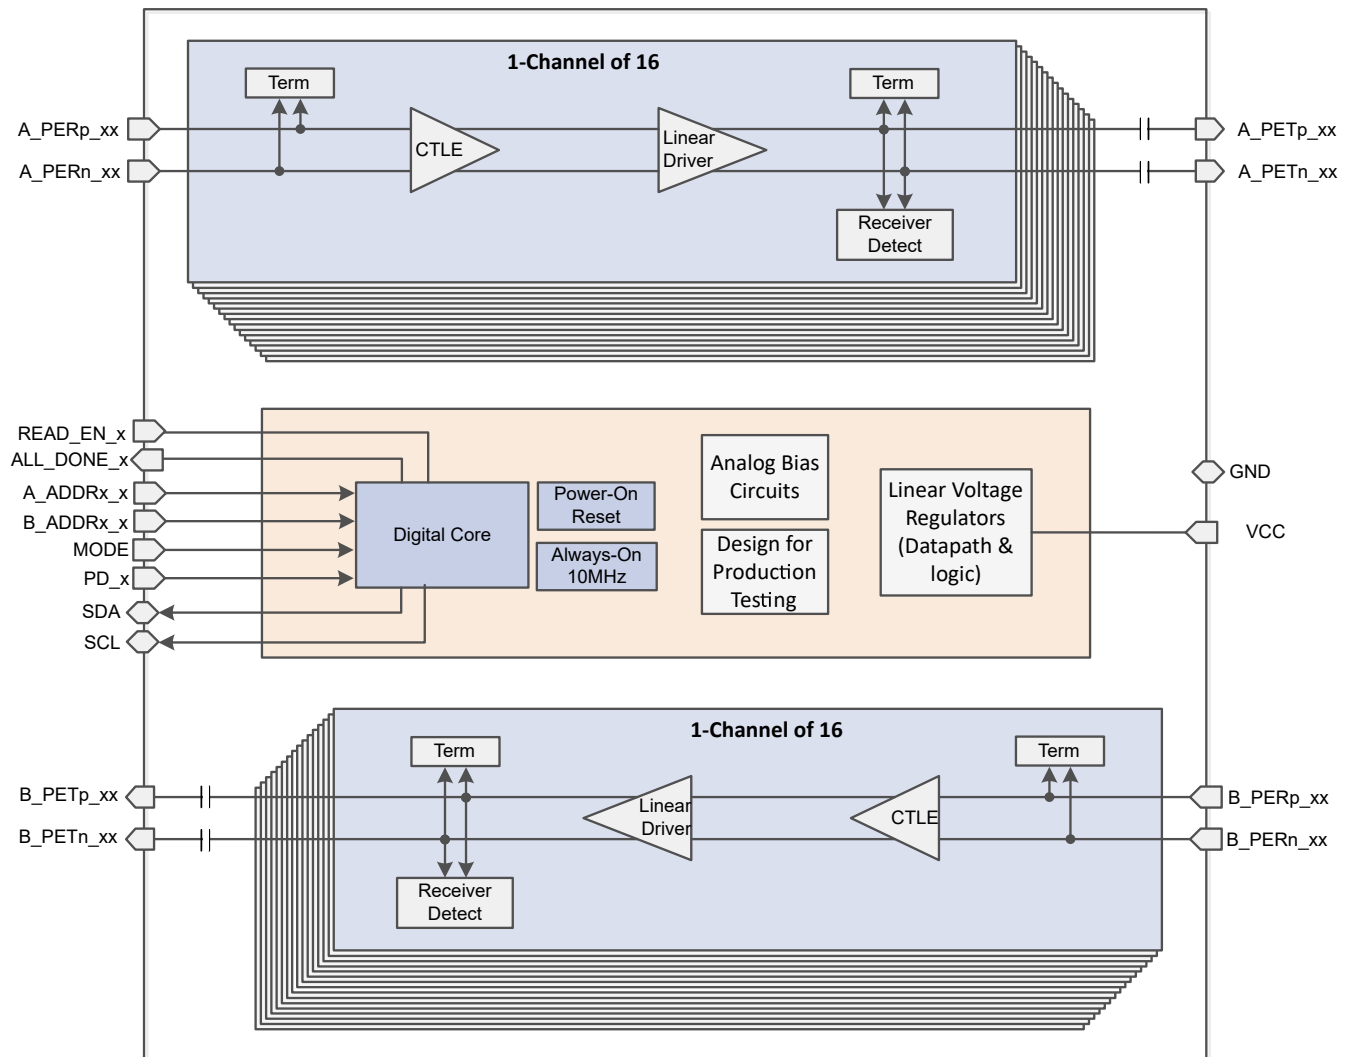 1-Channel of 16
Term
Term
A_PERp_xx
A_PETp_xx
CTLE
Linear
Driver
A_PERn_xx
A_PETn_xx
Receiver
Detect
READ_EN_x
ALL_DONE_x
A_ADDRx_x
B_ADDRx_x
MODE
PD_x
SDA
SCL
Digital Core
Power-On
Reset
Always-On
10MHz
Analog Bias
Circuits
Design for
Production
Testing
Linear Voltage
Regulators
(Datapath &
logic)
GND
VCC
1-Channel of 16
Term
Term
B_PETp_xx
B_PERp_xx
Linear
Driver
CTLE
B_PETn_xx
B_PERn_xx
Receiver
Detect